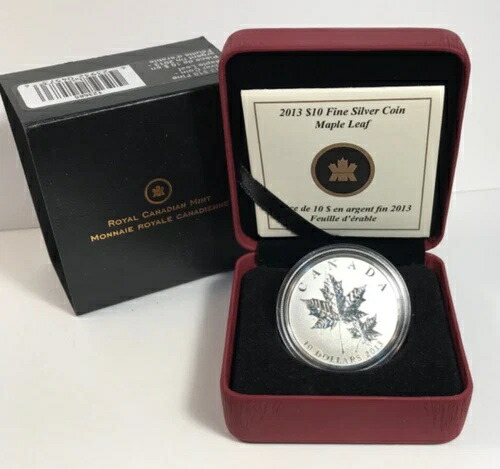 ROYAL CANADIAN MINT
MONNAIE ROYALE CANADIENNE
2013 $10 Fine Silver Coin
Maple Leaf
de 10 $ en argent fin 2013
Feuille d'érable
CANADA
10 DOLLARS 2013